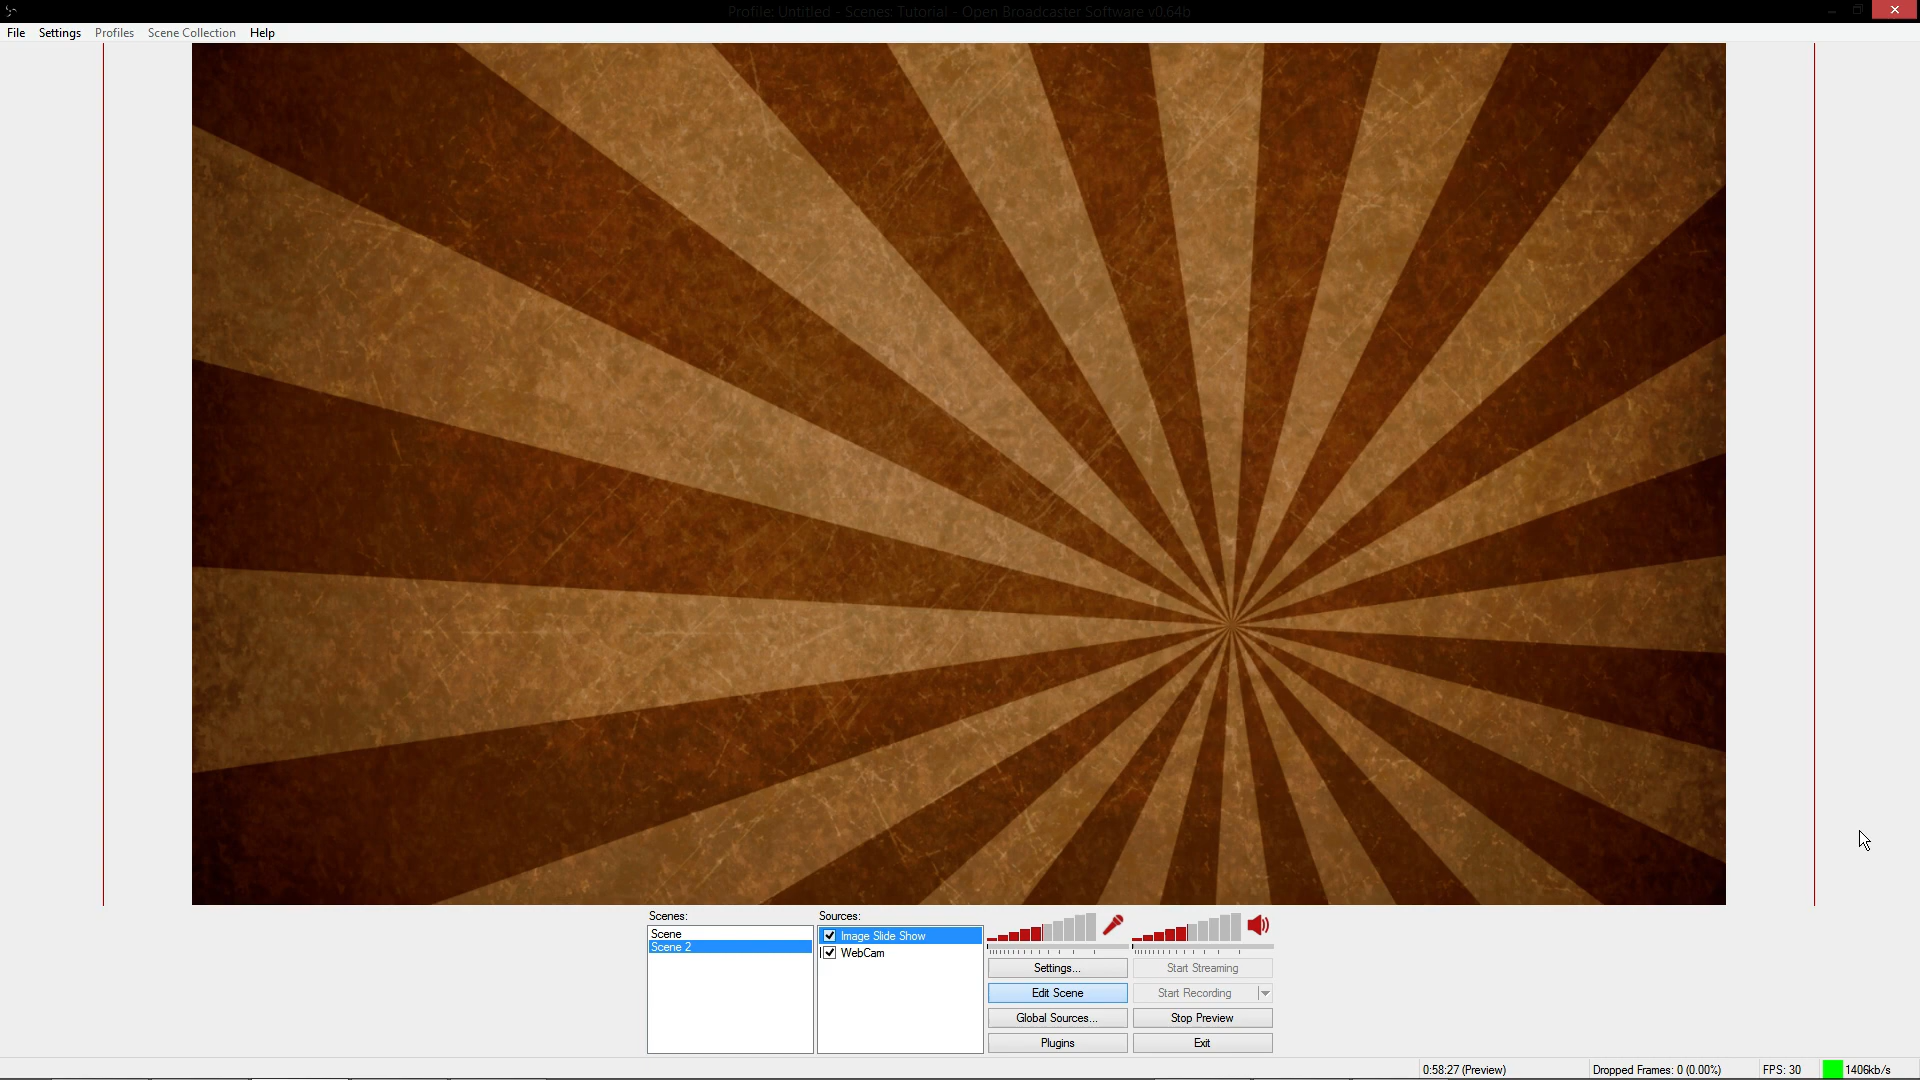 Profile: Untitled - Scenes: Tutorial - Open Broadcaster Software v0.64b
File Settings Profiles Scene Collection Help
Scenes:
Scene
Scene 2
Sources:
Image Slide Show
WebCam
Settings...
Start Streaming
Edit Scene
Start Recording
Global Sources...
Stop Preview
Plugins
Exit
0:58:27 (Preview)
Dropped Frames: 0 (0.00%)
FPS: 30
1406kb/s